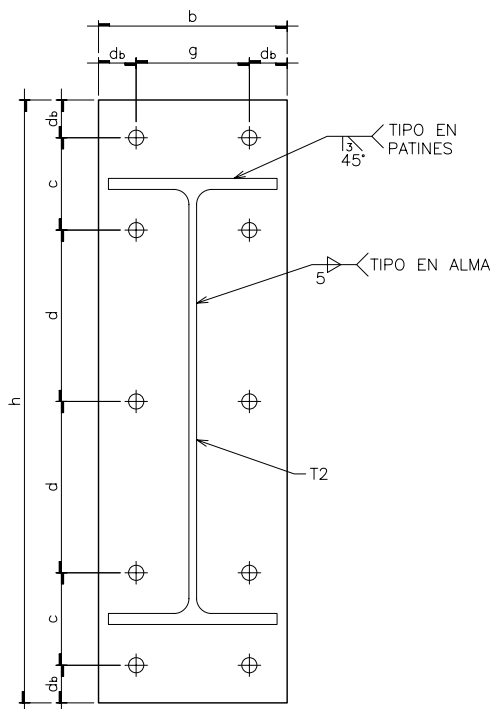 b
db
g
db
db
c
d
h
d
c
db
TIPO EN
PATINES
3
45°
TIPO EN ALMA
5
T2